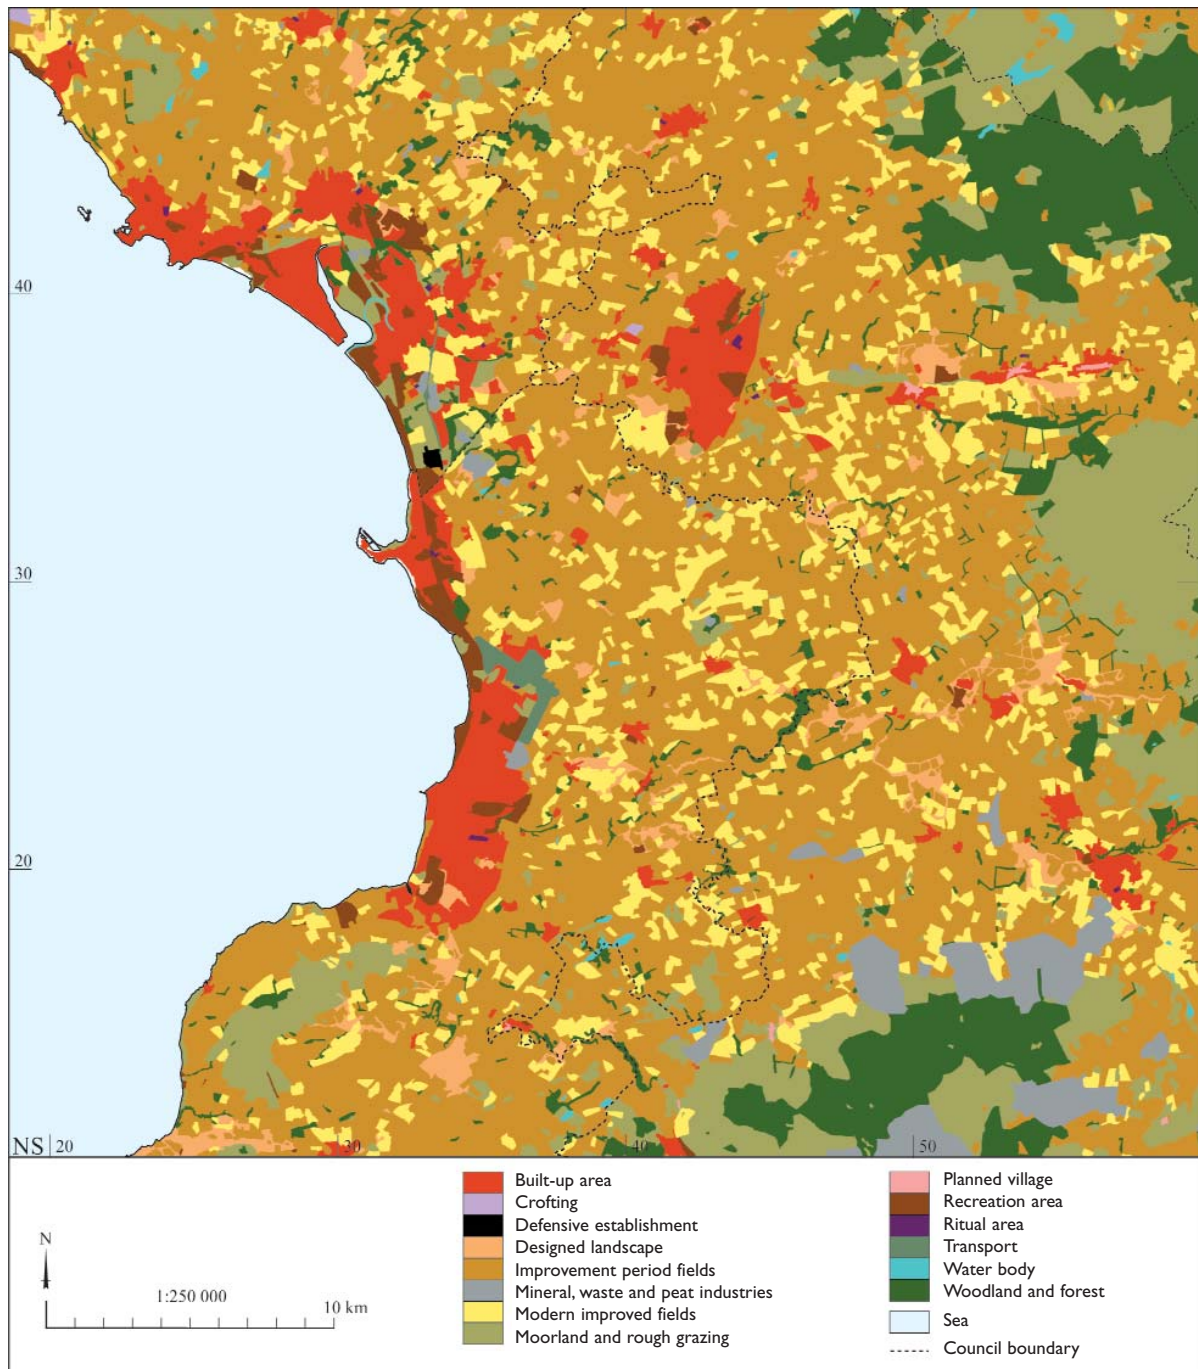 40
30
20
NS 20
30
40
50
N
1:250 000
10 km
Built-up area
Crofting
Defensive establishment
Designed landscape
Improvement period fields
Mineral, waste and peat industries
Modern improved fields
Moorland and rough grazing
Planned village
Recreation area
Ritual area
Transport
Water body
Woodland and forest
Sea
Council boundary